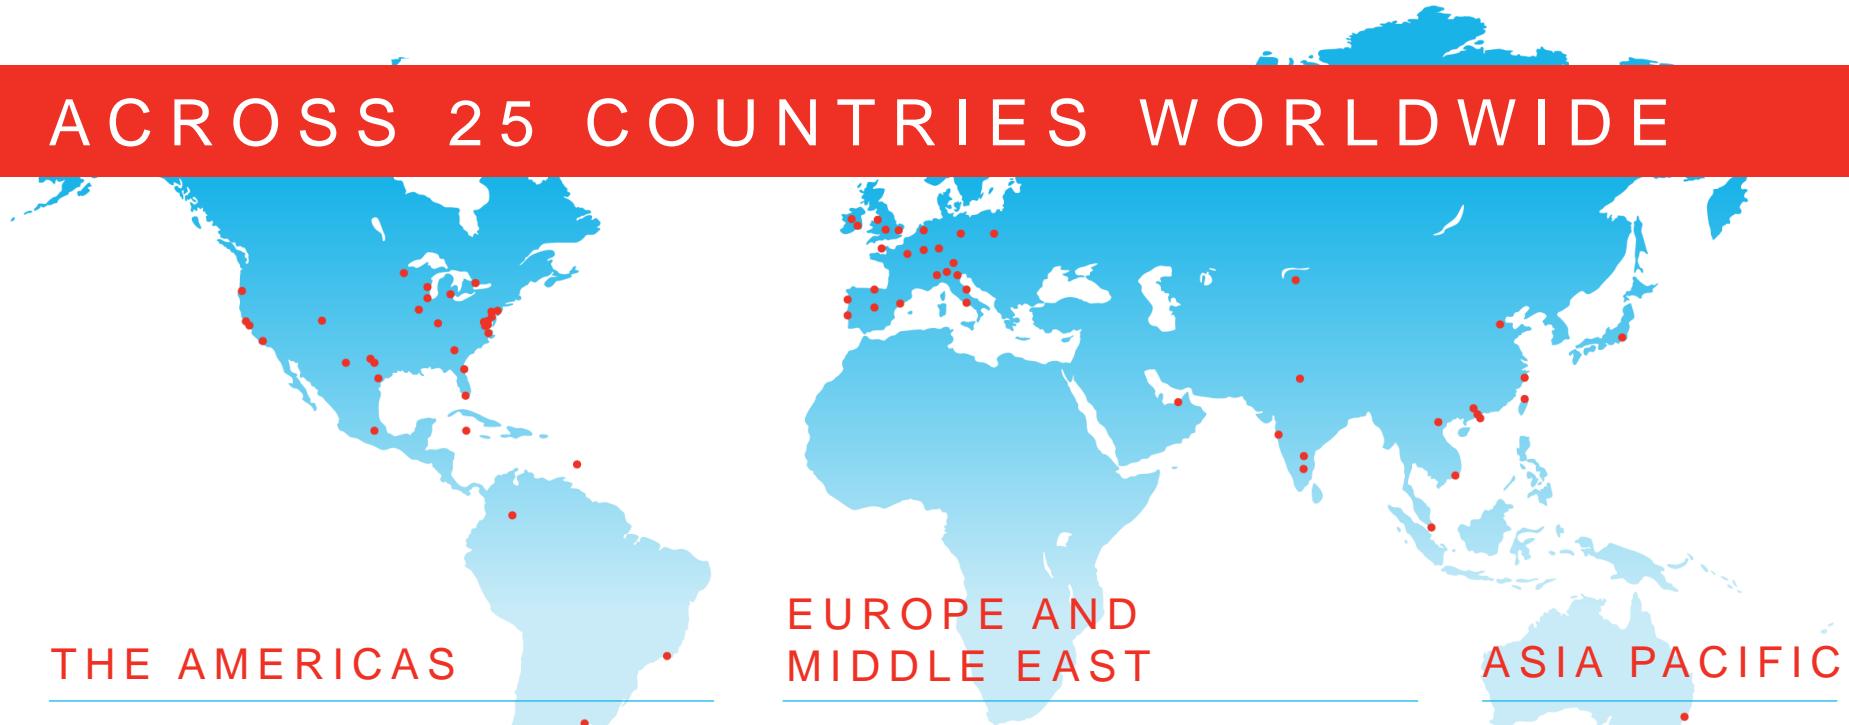 ACROSS 25 COUNTRIES WORLDWIDE
THE AMERICAS
EUROPE AND
MIDDLE EAST
ASIA PACIFIC